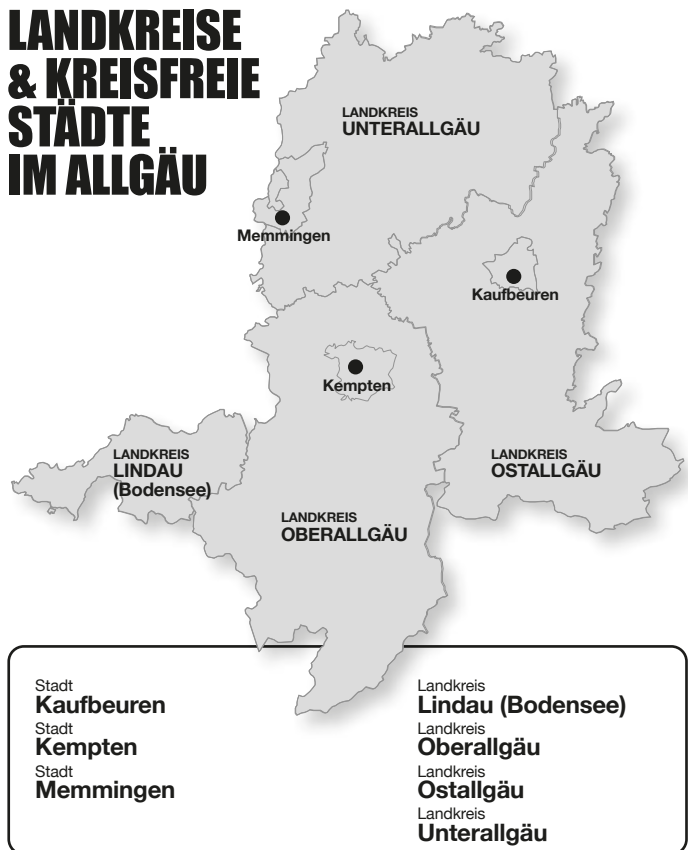 LANDKREISE
& KREISFREIE
STÄDTE
IM ALLGÄU
LANDKREIS
UNTERALLGÄU
Memmingen
Kaufbeuren
Kempten
LANDKREIS
LINDAU
(Bodensee)
LANDKREIS
OSTALLGÄU
LANDKREIS
OBERALLGÄU
Stadt
Kaufbeuren
Stadt
Kempten
Stadt
Memmingen
Landkreis
Lindau (Bodensee)
Landkreis
Oberallgäu
Landkreis
Ostallgäu
Landkreis
Unterallgäu